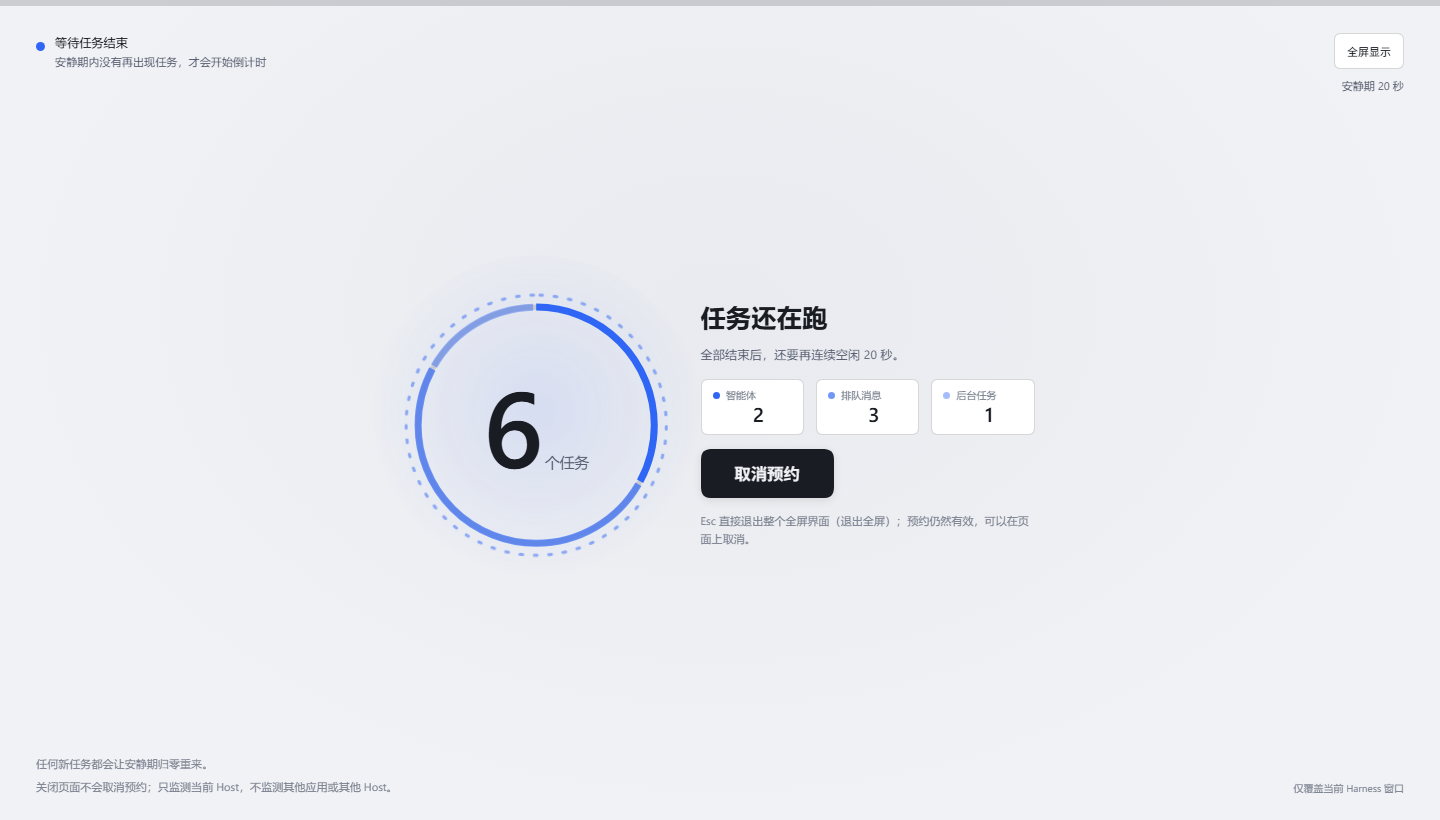 等待任务结束
安静期内没有再出现任务，才会开始倒计时
全屏显示
安静期 20 秒
6 个任务
任务还在跑
全部结束后，还要再连续空闲 20 秒。
智能体
2
排队消息
3
后台任务
1
取消预约
Esc 直接退出整个全屏界面（退出全屏）；预约仍然有效，可以在页
面上取消。
任何新任务都会让安静期归零重来。
关闭页面不会取消预约；只监测当前 Host，不监测其他应用或其他 Host。
仅覆盖当前 Harness 窗口